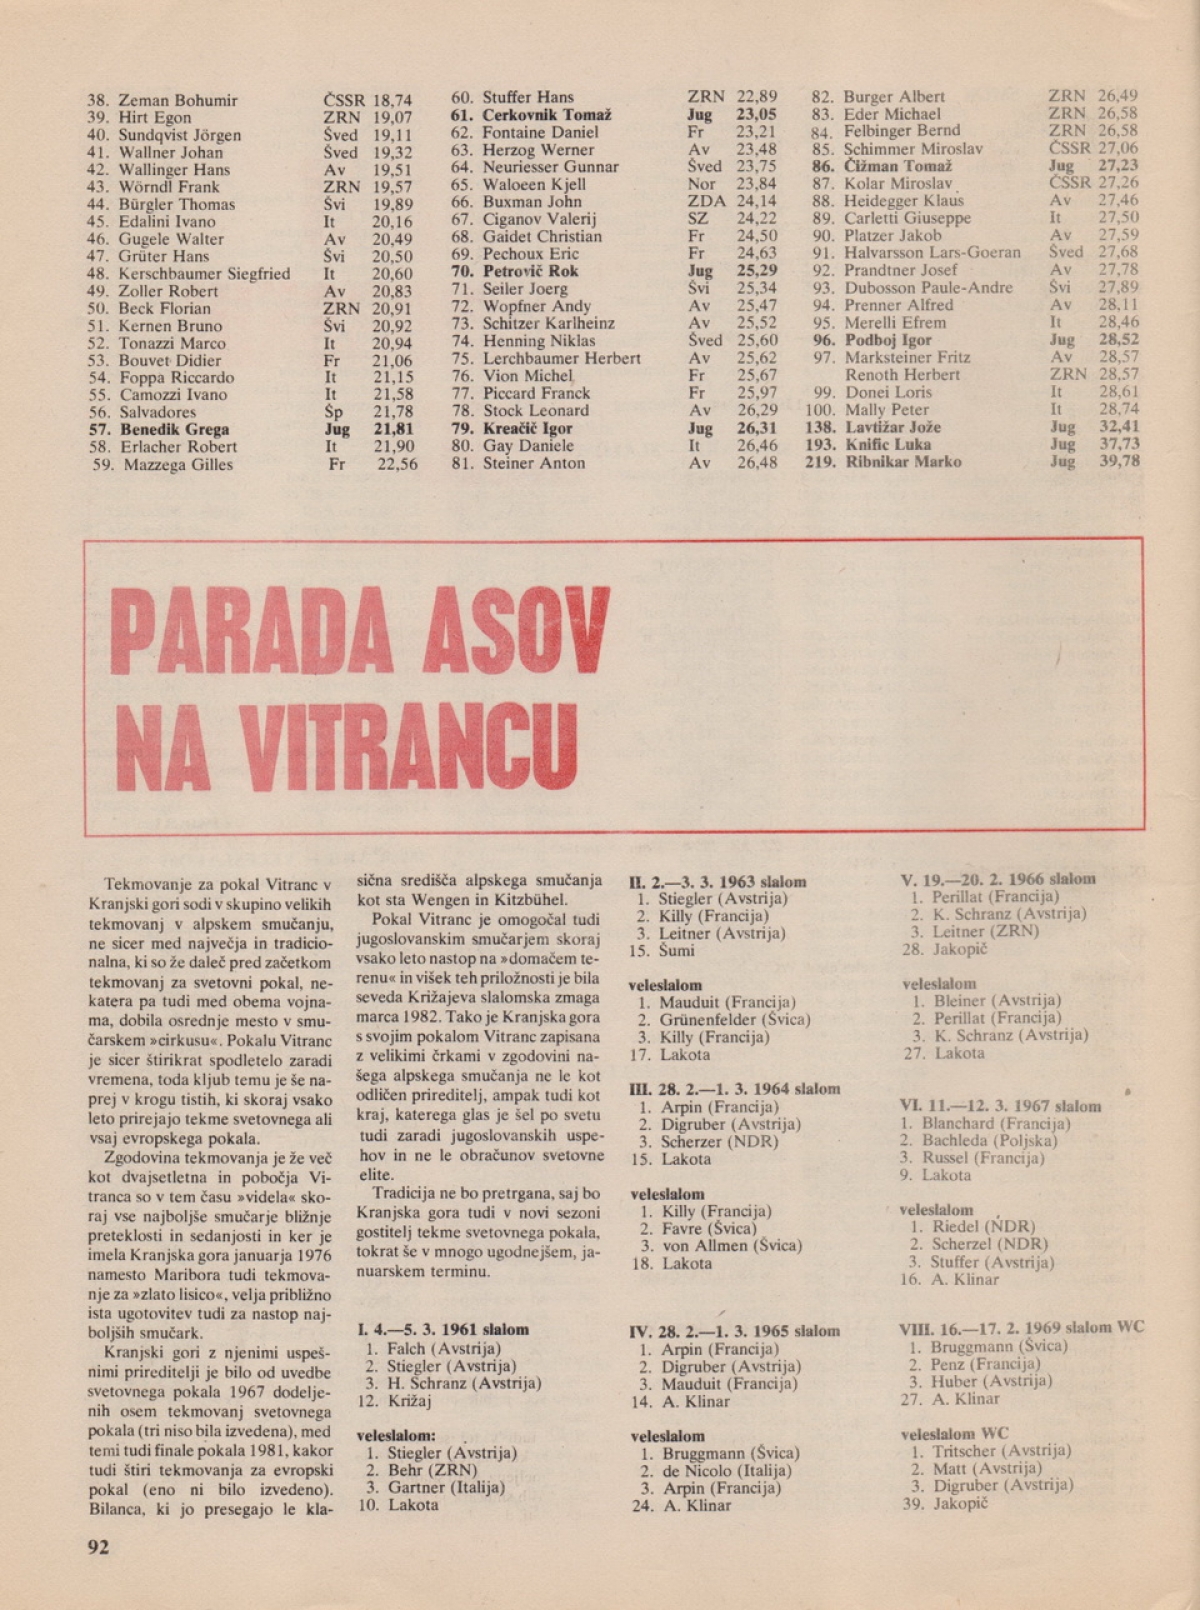 38. Zeman Bohumir ČSSR 18,74
39. Hirt Egon ZRN 19,07
40. Sundqvist Jörgen Šved 19,11
41. Wallner Johan Šved 19,32
42. Wallinger Hans Av 19,51
43. Wörndl Frank ZRN 19,57
44. Bürgler Thomas Švi 19,89
45. Edalini Ivano It 20,16
46. Gugele Walter Av 20,49
47. Grüter Hans Švi 20,50
48. Kerschbaumer Siegfried It 20,60
49. Zoller Robert Av 20,83
50. Beck Florian ZRN 20,91
51. Kernen Bruno Švi 20,92
52. Tonazzi Marco It 20,94
53. Bouvet Didier Fr 21,06
54. Foppa Riccardo It 21,15
55. Camozzi Ivano It 21,58
56. Salvadores Šp 21,78
57. Benedik Grega Jug 21,81
58. Erlacher Robert It 21,90
59. Mazzega Gilles Fr 22,56
60. Stuffer Hans ZRN 22,89
61. Cerkovnik Tomaž Jug 23,05
62. Fontaine Daniel Fr 23,21
63. Herzog Werner Av 23,48
64. Neuriesser Gunnar Šved 23,75
65. Waloeen Kjell Nor 23,84
66. Buxman John ZDA 24,14
67. Ciganov Valerij SZ 24,22
68. Gaidet Christian Fr 24,50
69. Pechoux Eric Fr 24,63
70. Petrovič Rok Jug 25,29
71. Seiler Joerg Švi 25,34
72. Wopfner Andy Av 25,47
73. Schitzer Karlheinz Av 25,52
74. Henning Niklas Šved 25,60
75. Lerchbaumer Herbert Av 25,62
76. Vion Michel Fr 25,67
77. Piccard Franck Fr 25,97
78. Stock Leonard Av 26,29
79. Kreačič Igor Jug 26,31
80. Gay Daniele It 26,46
81. Steiner Anton Av 26,48
82. Burger Albert ZRN 26,49
83. Eder Michael ZRN 26,58
84. Felbinger Bernd ZRN 26,58
85. Schimmer Miroslav ČSSR 27,06
86. Čižman Tomaž Jug 27,23
87. Kolar Miroslav ČSSR 27,26
88. Heidegger Klaus Av 27,46
89. Carletti Giuseppe It 27,50
90. Platzer Jakob Av 27,59
91. Halvarsson Lars-Goeran Šved 27,68
92. Prandtner Josef Av 27,78
93. Dubosson Paule-Andre Švi 27,89
94. Prenner Alfred Av 28,11
95. Merelli Efrem It 28,46
96. Podboj Igor Jug 28,52
97. Marksteiner Fritz Av 28,57
Renoth Herbert ZRN 28,57
99. Donei Loris It 28,61
100. Mally Peter It 28,74
138. Lavtižar Jože Jug 32,41
193. Knific Luka Jug 37,73
219. Ribnikar Marko Jug 39,78
PARADA ASOV
NA VITRANCU
Tekmovanje za pokal Vitranc v
Kranjski gori sodi v skupino velikih
tekmovanj v alpskem smučanju,
ne sicer med največja in tradicio-
nalna, ki so že daleč pred začetkom
tekmovanj za svetovni pokal, ne-
katera pa tudi med obema vojna-
ma, dobila osrednje mesto v smu-
čarskem »cirkusu«. Pokalu Vitranc
je sicer štirikrat spodletelo zaradi
vremena, toda kljub temu je še na-
prej v krogu tistih, ki skoraj vsako
leto prirejajo tekme svetovnega ali
vsaj evropskega pokala.
Zgodovina tekmovanja je že več
kot dvajsetletna in pobočja Vi-
tranca so v tem času »videla« sko-
raj vse najboljše smučarje bližnje
preteklosti in sedanjosti in ker je
imela Kranjska gora januarja 1976
namesto Maribora tudi tekmova-
nje za »zlato lisico«, velja približno
ista ugotovitev tudi za nastop naj-
boljših smučark.
Kranjski gori z njenimi uspeš-
nimi prireditelji je bilo od uvedbe
svetovnega pokala 1967 dodelje-
nih osem tekmovanj svetovnega
pokala (tri niso bila izvedena), med
temi tudi finale pokala 1981, kakor
tudi štiri tekmovanja za evropski
pokal (eno ni bilo izvedeno).
Bilanca, ki jo presegajo le kla-
sična središča alpskega smučanja
kot sta Wengen in Kitzbühel.
Pokal Vitranc je omogočal tudi
jugoslovanskim smučarjem skoraj
vsako leto nastop na »domačem te-
renu« in višek teh priložnosti je bila
seveda Križajeva slalomska zmaga
marca 1982. Tako je Kranjska gora
s svojim pokalom Vitranc zapisana
z velikimi črkami v zgodovini na-
šega alpskega smučanja ne le kot
odličen prireditelj, ampak tudi kot
kraj, katerega glas je šel po svetu
tudi zaradi jugoslovanskih uspe-
hov in ne le obračunov svetovne
elite.
Tradicija ne bo pretrgana, saj bo
Kranjska gora tudi v novi sezoni
gostitelj tekme svetovnega pokala,
tokrat še v mnogo ugodnejšem, ja-
nuarskem terminu.
I. 4.—5. 3. 1961 slalom
1. Falch (Avstrija)
2. Stiegler (Avstrija)
3. H. Schranz (Avstrija)
12. Križaj
veleslalom:
1. Stiegler (Avstrija)
2. Behr (ZRN)
3. Gartner (Italija)
10. Lakota
II. 2.—3. 3. 1963 slalom
1. Stiegler (Avstrija)
2. Killy (Francija)
3. Leitner (Avstrija)
15. Šumi
veleslalom
1. Mauduit (Francija)
2. Grünenfelder (Švica)
3. Killy (Francija)
17. Lakota
III. 28. 2.—1. 3. 1964 slalom
1. Arpin (Francija)
2. Digruber (Avstrija)
3. Scherzer (NDR)
15. Lakota
veleslalom
1. Killy (Francija)
2. Favre (Švica)
3. von Allmen (Švica)
18. Lakota
IV. 28. 2.—1. 3. 1965 slalom
1. Arpin (Francija)
2. Digruber (Avstrija)
3. Mauduit (Francija)
14. A. Klinar
veleslalom
1. Bruggmann (Švica)
2. de Nicolo (Italija)
3. Arpin (Francija)
24. A. Klinar
V. 19.—20. 2. 1966 slalom
1. Perillat (Francija)
2. K. Schranz (Avstrija)
3. Leitner (ZRN)
28. Jakopič
veleslalom
1. Bleiner (Avstrija)
2. Perillat (Francija)
3. K. Schranz (Avstrija)
27. Lakota
VI. 11.—12. 3. 1967 slalom
1. Blanchard (Francija)
2. Bachleda (Poljska)
3. Russel (Francija)
9. Lakota
veleslalom
1. Riedel (NDR)
2. Scherzel (NDR)
3. Stuffer (Avstrija)
16. A. Klinar
VIII. 16.—17. 2. 1969 slalom WC
1. Bruggmann (Švica)
2. Penz (Francija)
3. Huber (Avstrija)
27. A. Klinar
veleslalom WC
1. Tritscher (Avstrija)
2. Matt (Avstrija)
3. Digruber (Avstrija)
39. Jakopič
92